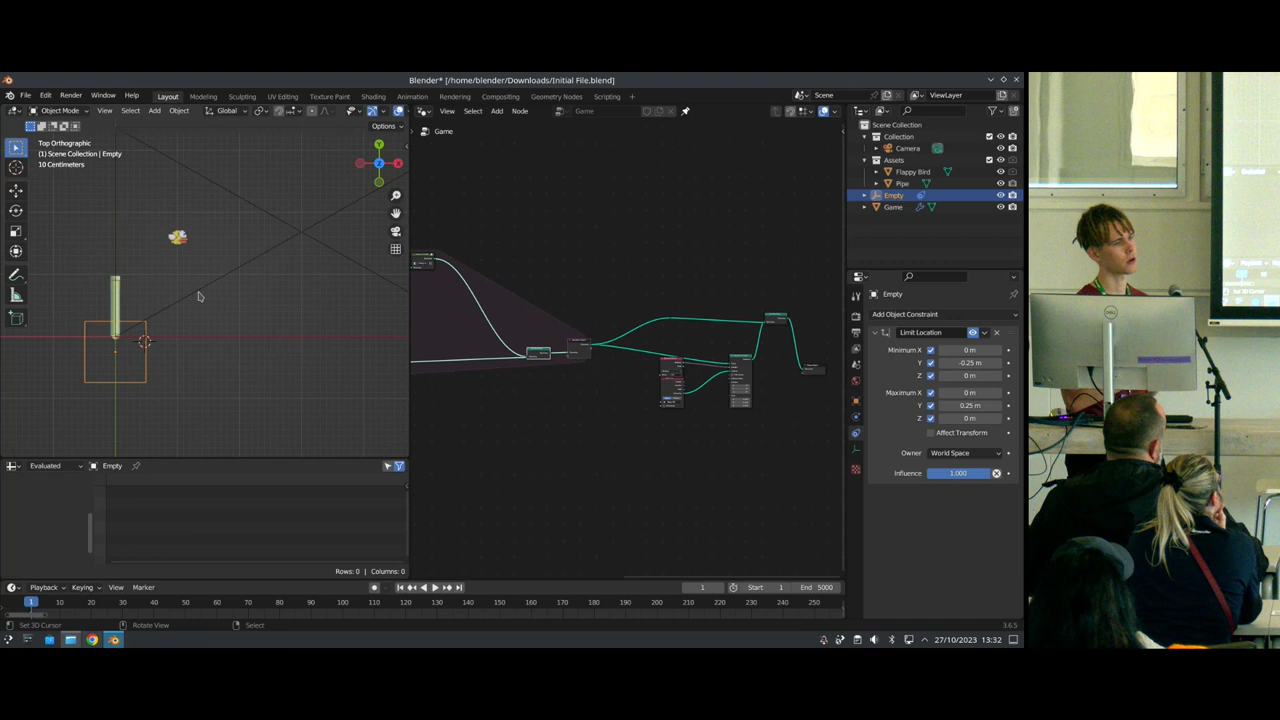 Blender* [/home/blender/Downloads/Initial File.blend]
File Edit Render Window Help Layout Modeling Sculpting UV Editing Texture Paint Shading Animation Rendering Compositing Geometry Nodes Scripting + Scene ViewLayer
Object Mode View Select Add Object Global View Select Add Node Game
Options
Game
Top Orthographic
(1) Scene Collection | Empty
10 Centimeters
Y
Z
X
Scene Collection
Collection
Camera
Assets
Flappy Bird
Pipe
Empty
Game
Empty
Add Object Constraint
Limit Location
Minimum X 0 m
Y -0.25 m
Z 0 m
Maximum X 0 m
Y 0.25 m
Z 0 m
Affect Transform
Owner World Space
Influence 1.000
Evaluated Empty
Rows: 0 | Columns: 0
Playback Keying View Marker 1 Start 1 End 5000
1 10 20 30 40 50 60 70 80 90 100 110 120 130 140 150 160 170 180 190 200 210 220 230 240 250
Set 3D Cursor Rotate View Select 3.6.5
27/10/2023 13:32
DELL